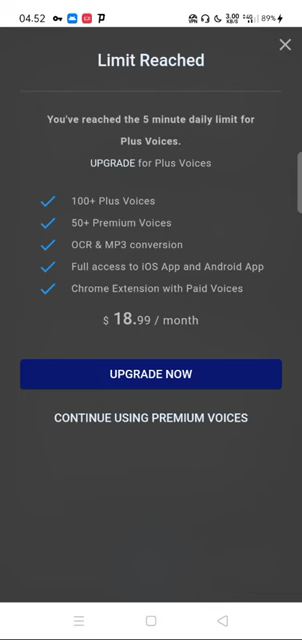 04.52 3,00 KB/S 4G 89%
Limit Reached
You've reached the 5 minute daily limit for
Plus Voices.
UPGRADE for Plus Voices
100+ Plus Voices
50+ Premium Voices
OCR & MP3 conversion
Full access to iOS App and Android App
Chrome Extension with Paid Voices
$ 18.99 / month
UPGRADE NOW
CONTINUE USING PREMIUM VOICES